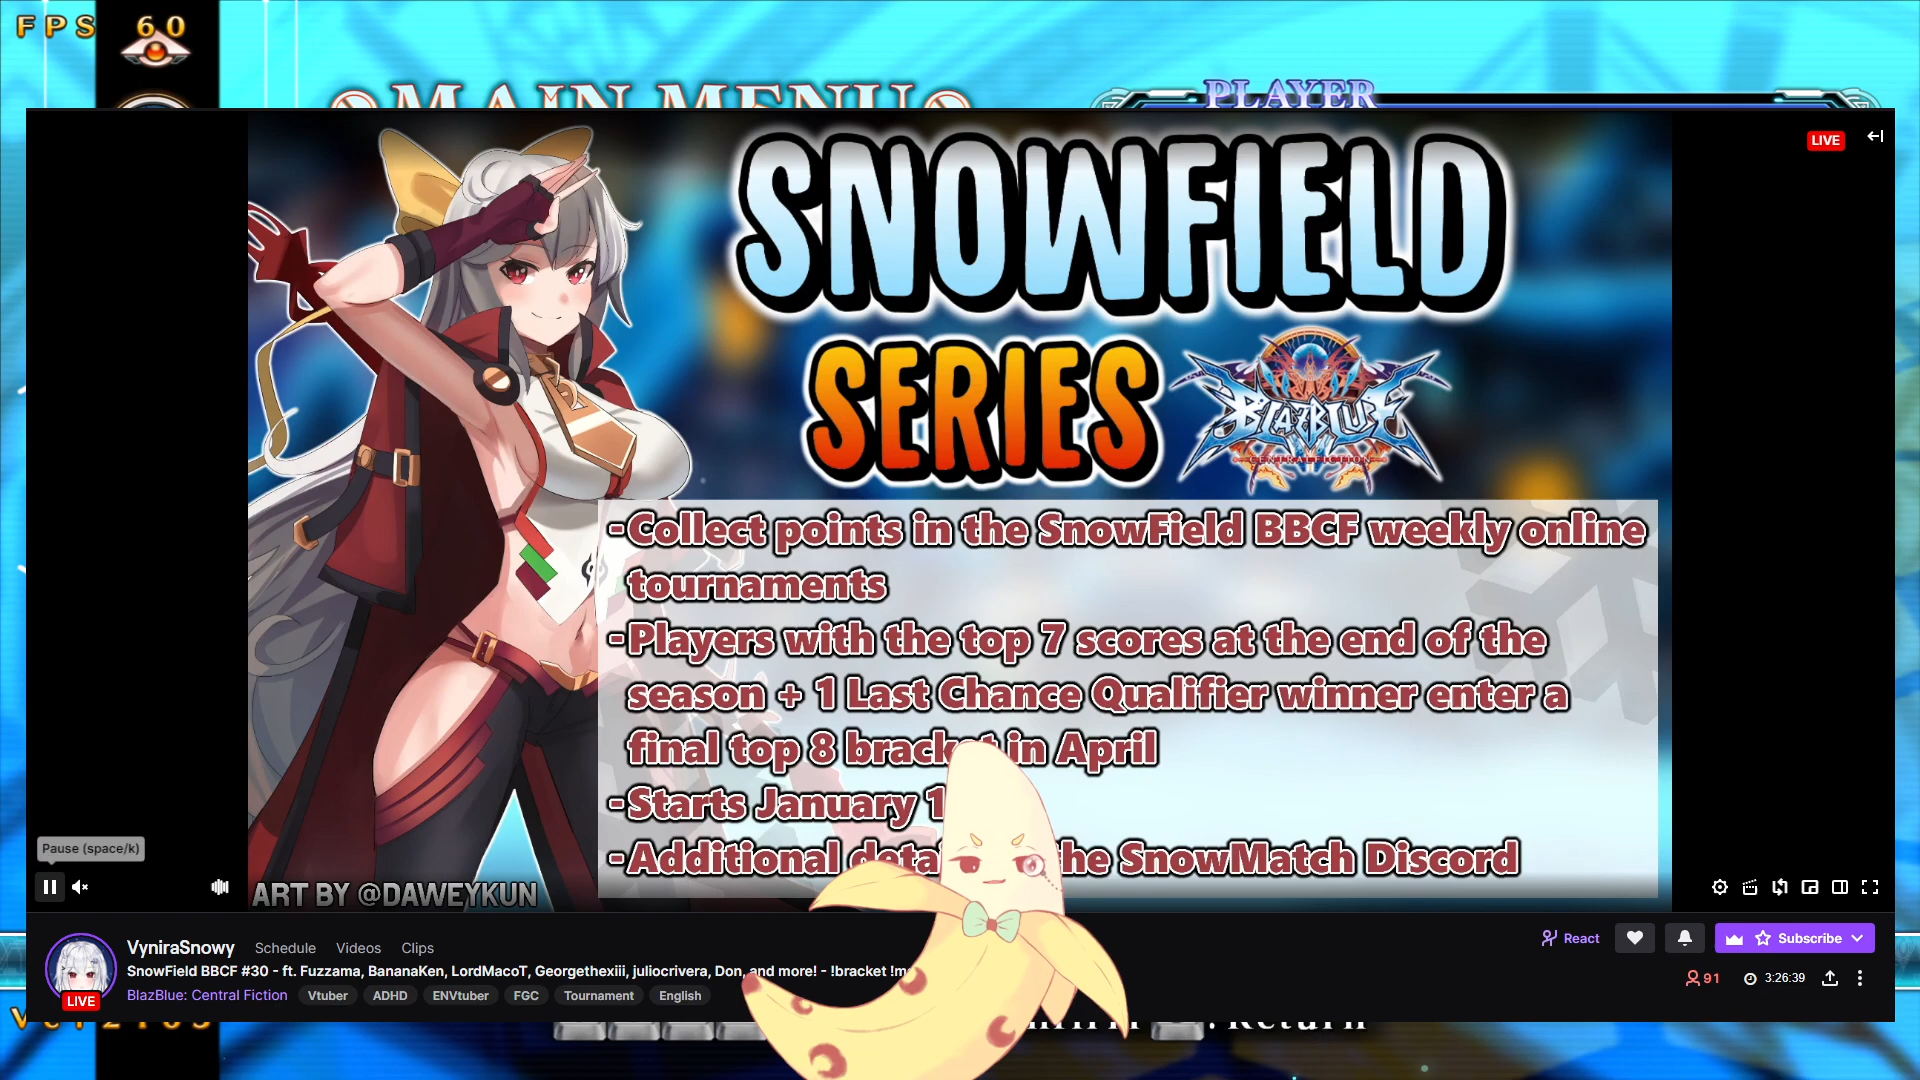 FPS 60
MAIN MENU
PLAYER
LIVE
SNOWFIELD
SERIES
BLAZBLUE
CENTRALFICTION
-Collect points in the SnowField BBCF weekly online
tournaments
-Players with the top 7 scores at the end of the
season + 1 Last Chance Qualifier winner enter a
final top 8 bracket in April
-Starts January 1
-Additional the SnowMatch Discord
Pause (space/k)
ART BY @DAWEYKUN
VyniraSnowy Schedule Videos Clips
React Subscribe
SnowField BBCF #30 - ft. Fuzzama, BananaKen, LordMacoT, Georgethexiii, juliocrivera, Don, and more! - !bracket
BlazBlue: Central Fiction Vtuber ADHD ENVtuber FGC Tournament English
LIVE
91 3:26:39
: Return